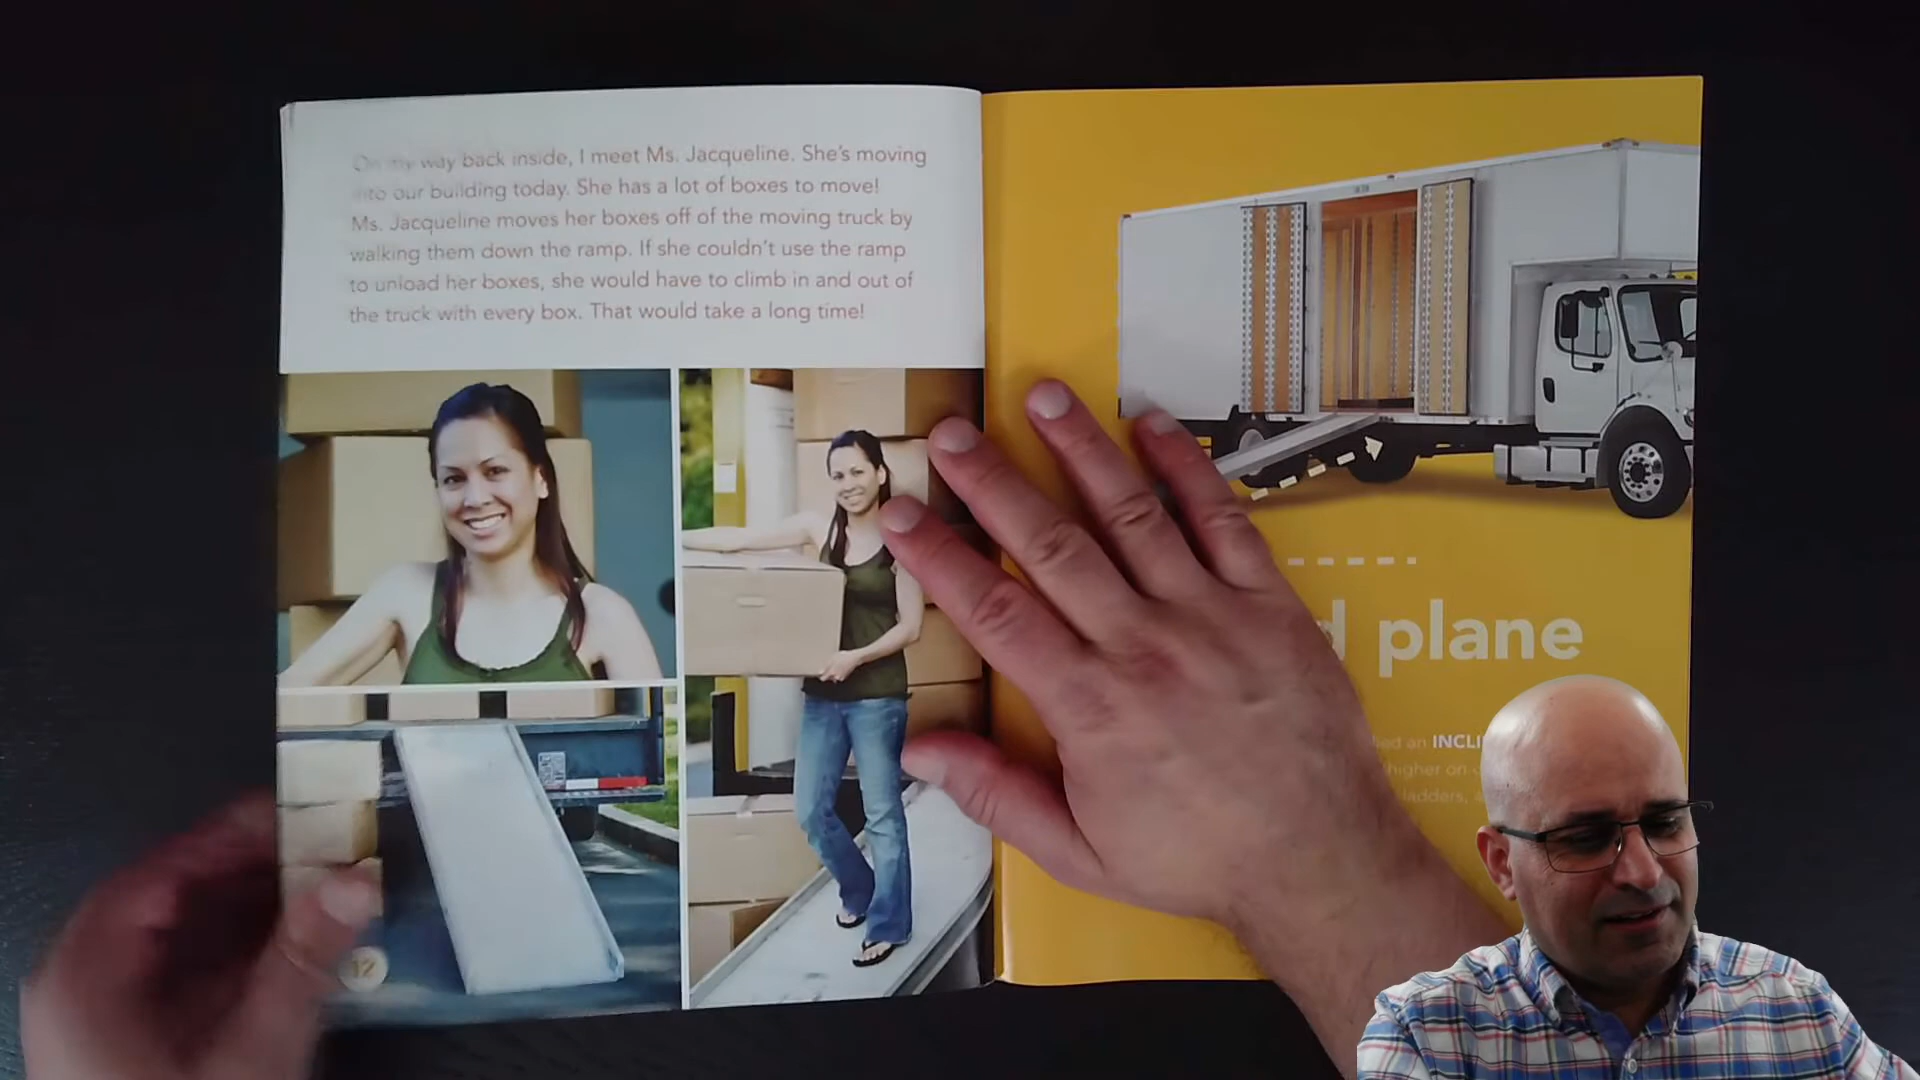 On my way back inside, I meet Ms. Jacqueline. She's moving
into our building today. She has a lot of boxes to move!
Ms. Jacqueline moves her boxes off of the moving truck by
walking them down the ramp. If she couldn't use the ramp
to unload her boxes, she would have to climb in and out of
the truck with every box. That would take a long time!
12
plane
an
higher on
ladders,